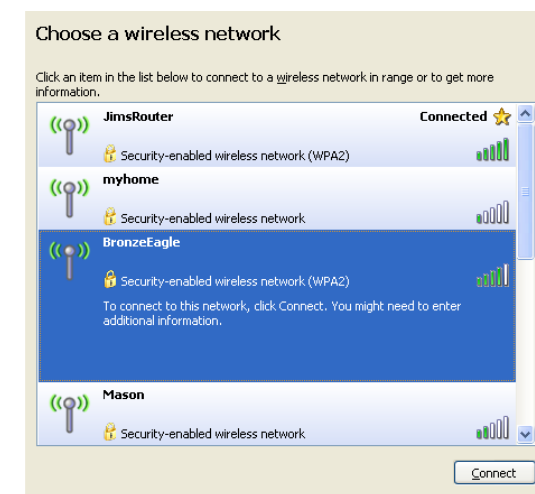 Choose a wireless network
Click an item in the list below to connect to a wireless network in range or to get more
information.
JimsRouter Connected
Security-enabled wireless network (WPA2)
myhome
Security-enabled wireless network
BronzeEagle
Security-enabled wireless network (WPA2)
To connect to this network, click Connect. You might need to enter
additional information.
Mason
Security-enabled wireless network
Connect